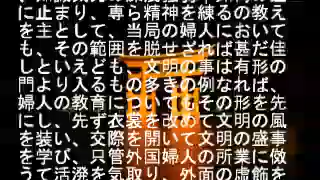 に止まり、専ら精神を練るの教え
を主として、当局の婦人において
も、その範囲を脱せざれば甚だ佳
しといえども、文明の事は有形の
門より入るもの多きの例なれば、
婦人の教育についてもその形を先
にし、先ず衣裳を改めて文明の風
を装い、交際を開いて文明の盛事
を学び、只管外国婦人の所業に倣
うて活溌を気取り、外面の虚飾を